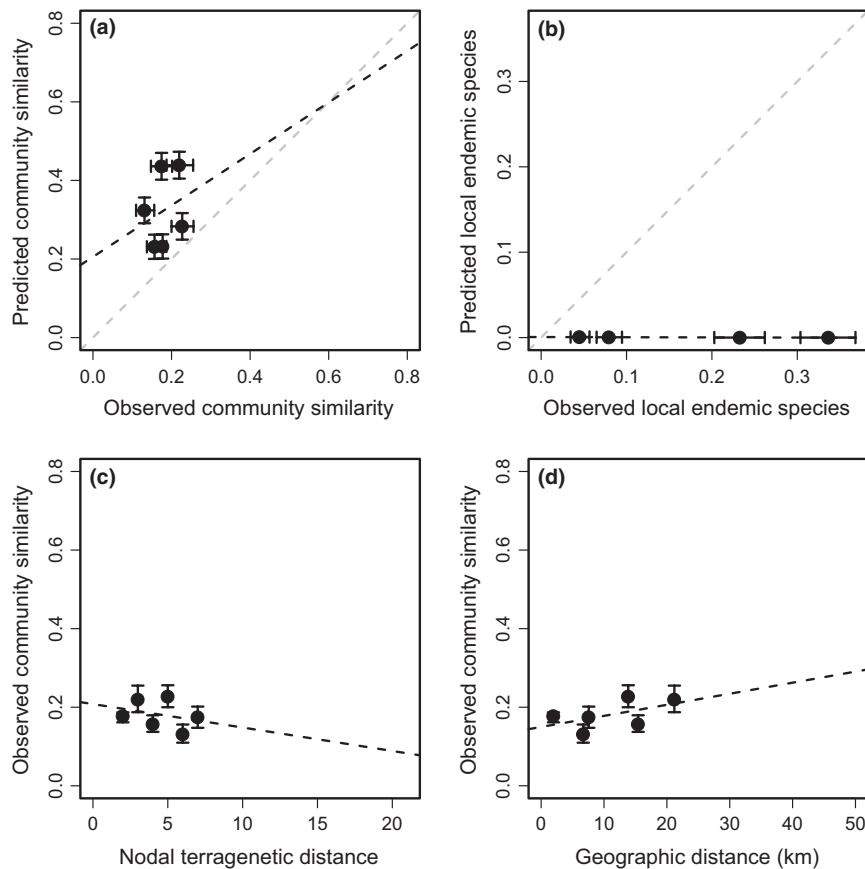 (a)
Predicted community similarity
0.0 0.2 0.4 0.6 0.8
0.0 0.2 0.4 0.6 0.8
Observed community similarity
(b)
Predicted local endemic species
0.0 0.1 0.2 0.3
0.0 0.1 0.2 0.3
Observed local endemic species
(c)
Observed community similarity
0.0 0.2 0.4 0.6 0.8
0 5 10 15 20
Nodal terragenetic distance
(d)
Observed community similarity
0.0 0.2 0.4 0.6 0.8
0 10 20 30 40 50
Geographic distance (km)